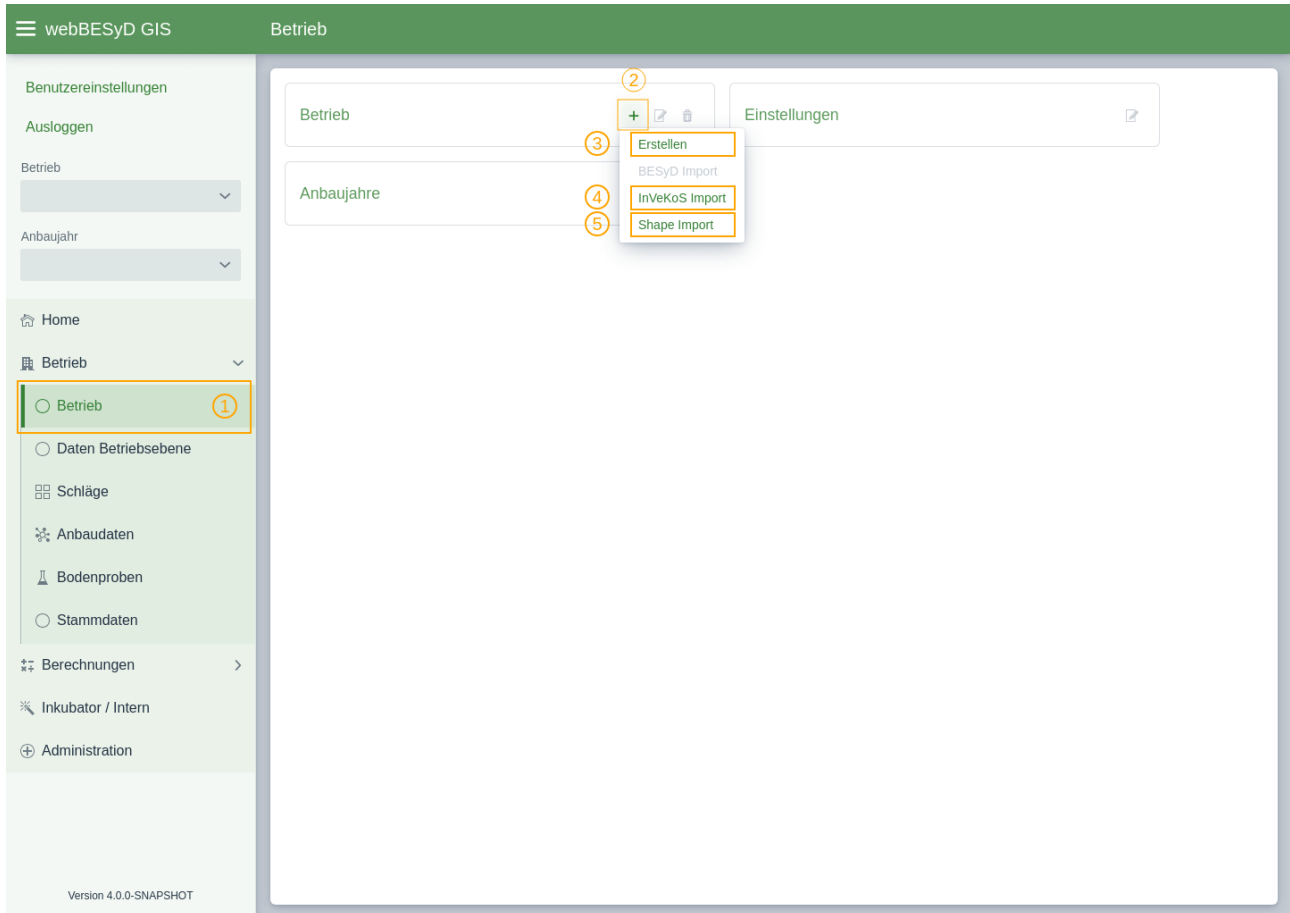 webBESyD GIS
Betrieb
Benutzereinstellungen
Ausloggen
Betrieb
Anbaujahr
Home
Betrieb
Betrieb
1
Daten Betriebsebene
Schläge
Anbaudaten
Bodenproben
Stammdaten
Berechnungen
Inkubator / Intern
Administration
Version 4.0.0-SNAPSHOT
2
Betrieb
+
Einstellungen
3
Erstellen
BESyD Import
Anbaujahre
4
InVeKoS Import
5
Shape Import